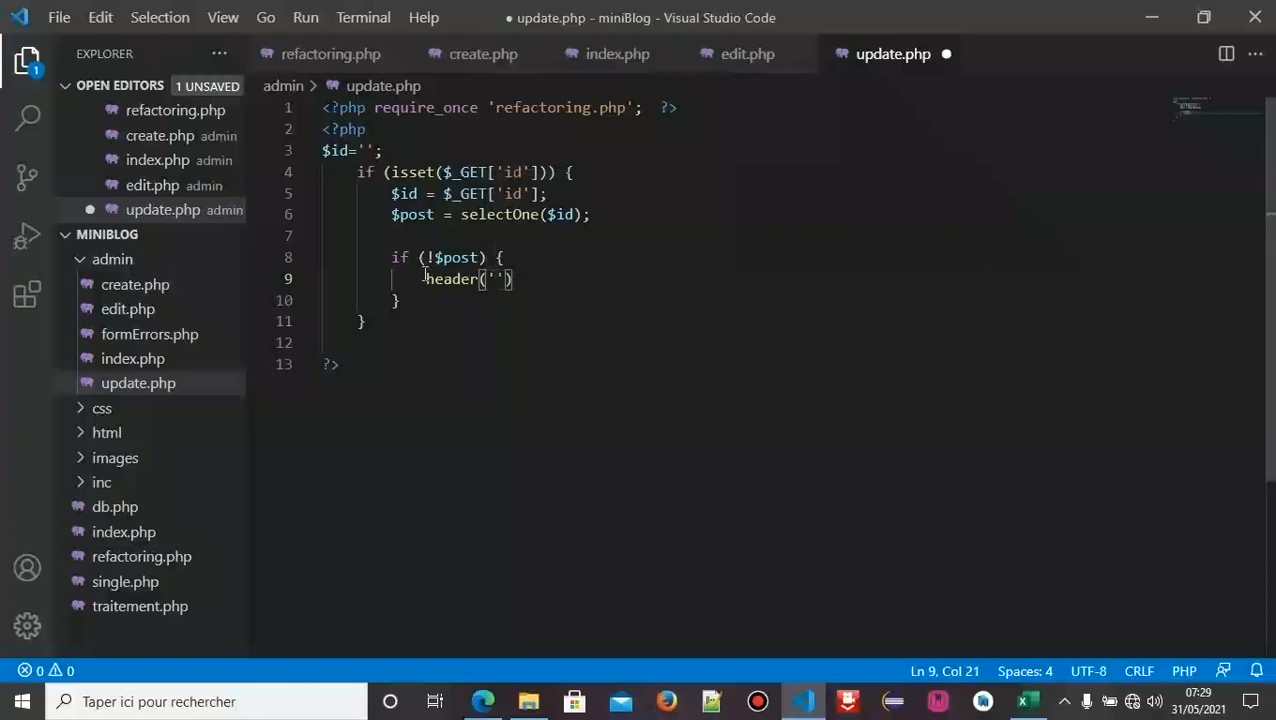 File Edit Selection View Go Run Terminal Help
● update.php - miniBlog - Visual Studio Code
EXPLORER ···
refactoring.php create.php index.php edit.php update.php ●
OPEN EDITORS 1 UNSAVED
refactoring.php
create.php admin
index.php admin
edit.php admin
● update.php admin
MINIBLOG
admin
create.php
edit.php
formErrors.php
index.php
update.php
css
html
images
inc
db.php
index.php
refactoring.php
single.php
traitement.php
1
admin > update.php
1 <?php require_once 'refactoring.php';  ?>
2 <?php
3 $id='';
4 if (isset($_GET['id'])) {
5 $id = $_GET['id'];
6 $post = selectOne($id);
7
8 if (!$post) {
9 header('')
10 }
11 }
12
13 ?>
0 0 Ln 9, Col 21 Spaces: 4 UTF-8 CRLF PHP
Taper ici pour rechercher
07:29
31/05/2021